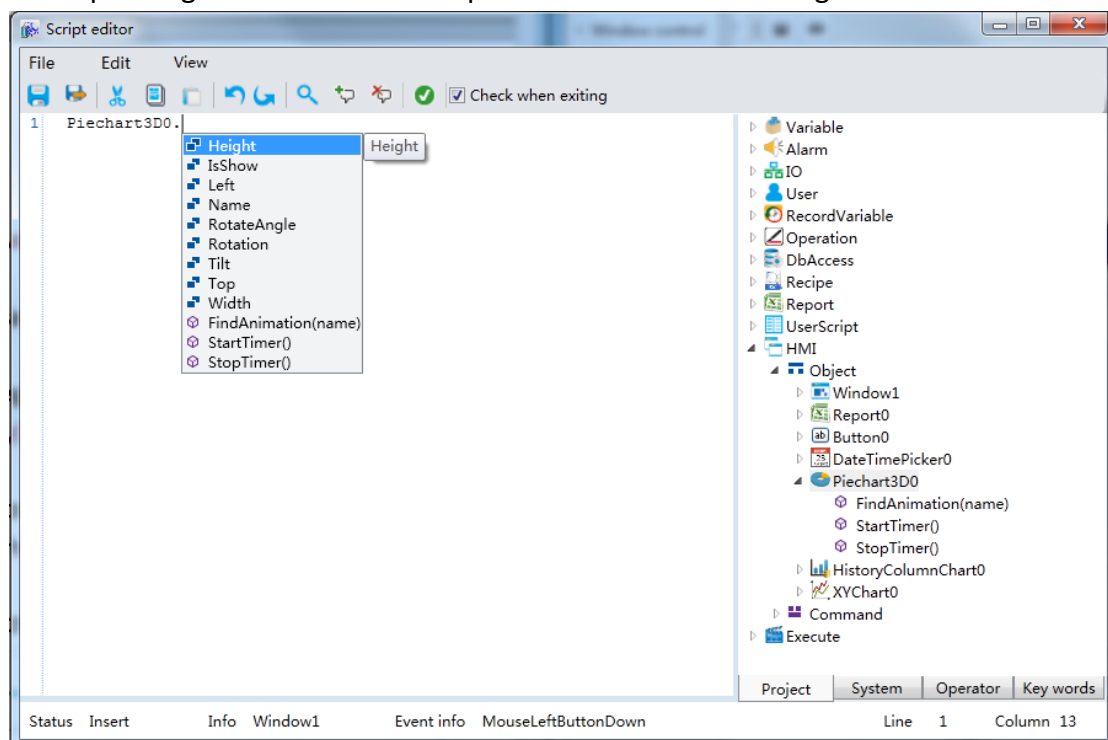 Script editor
File Edit View
Check when exiting
1 Piechart3D0.
Height
Height
IsShow
Left
Name
RotateAngle
Rotation
Tilt
Top
Width
FindAnimation(name)
StartTimer()
StopTimer()
Variable
Alarm
IO
User
RecordVariable
Operation
DbAccess
Recipe
Report
UserScript
HMI
Object
Window1
Report0
Button0
DateTimePicker0
Piechart3D0
FindAnimation(name)
StartTimer()
StopTimer()
HistoryColumnChart0
XYChart0
Command
Execute
Project System Operator Key words
Status Insert Info Window1 Event info MouseLeftButtonDown Line 1 Column 13